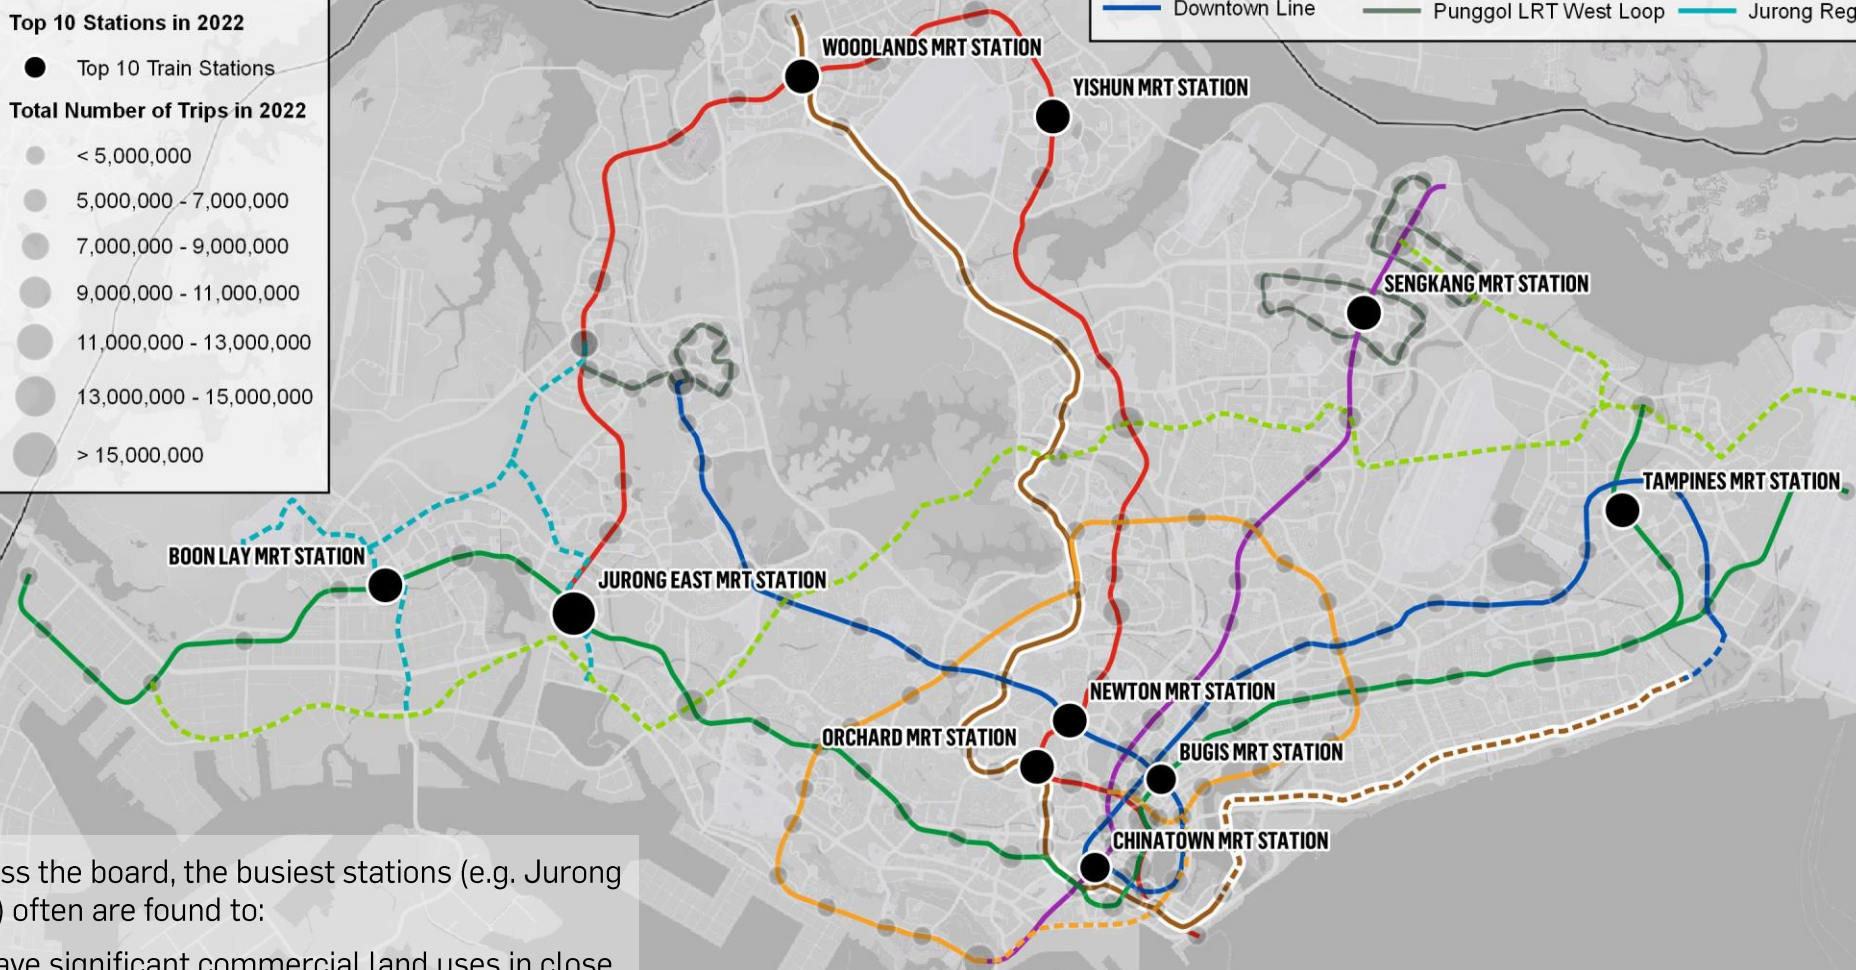 Top 10 Stations in 2022
Top 10 Train Stations
Total Number of Trips in 2022
< 5,000,000
5,000,000 - 7,000,000
7,000,000 - 9,000,000
9,000,000 - 11,000,000
11,000,000 - 13,000,000
13,000,000 - 15,000,000
> 15,000,000
Downtown Line
Punggol LRT West Loop
Jurong Reg
WOODLANDS MRT STATION
YISHUN MRT STATION
SENGKANG MRT STATION
TAMPINES MRT STATION
BOON LAY MRT STATION
JURONG EAST MRT STATION
NEWTON MRT STATION
ORCHARD MRT STATION
BUGIS MRT STATION
CHINATOWN MRT STATION
ss the board, the busiest stations (e.g. Jurong
) often are found to:
ave significant commercial land uses in close